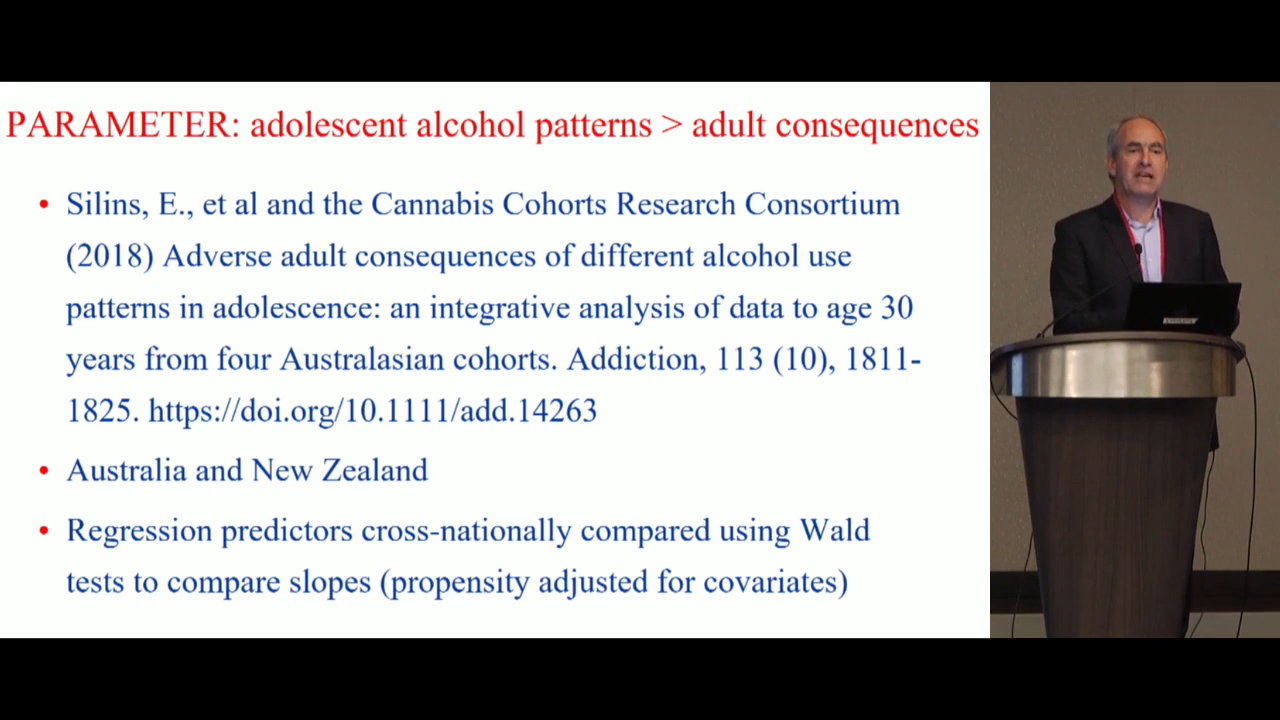 PARAMETER: adolescent alcohol patterns > adult consequences
• Silins, E., et al and the Cannabis Cohorts Research Consortium
(2018) Adverse adult consequences of different alcohol use
patterns in adolescence: an integrative analysis of data to age 30
years from four Australasian cohorts. Addiction, 113 (10), 1811-
1825. https://doi.org/10.1111/add.14263
• Australia and New Zealand
• Regression predictors cross-nationally compared using Wald
tests to compare slopes (propensity adjusted for covariates)